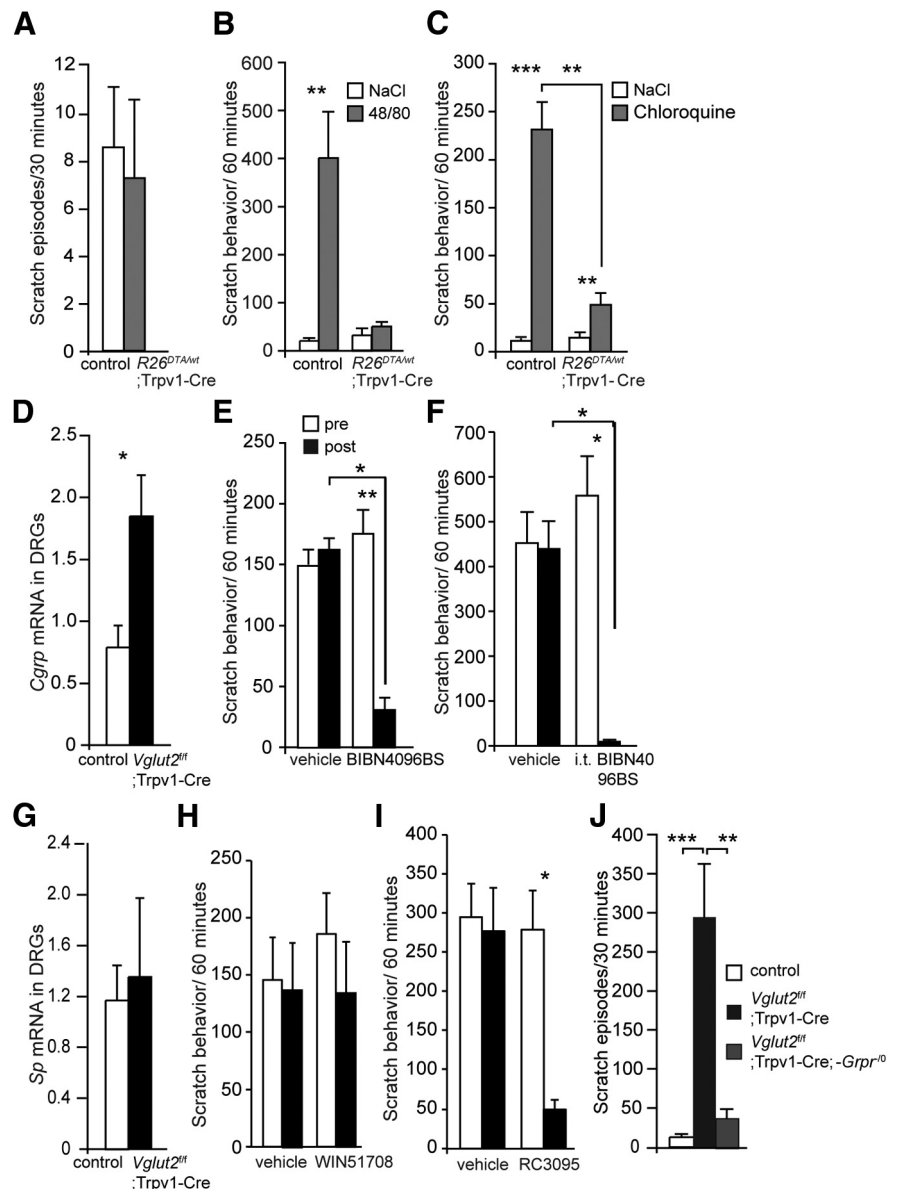 A
Scratch episodes/30 minutes
12
10
8
6
4
2
0
control R26DTA/wt
;Trpv1-Cre
B
Scratch behavior/ 60 minutes
600
500
400
300
200
100
0
**
NaCl
48/80
control R26DTA/wt
;Trpv1-Cre
C
Scratch behavior/ 60 minutes
300
250
200
150
100
50
0
*** **
**
NaCl
Chloroquine
control R26DTA/wt
;Trpv1- Cre
D
Cgrp mRNA in DRGs
2.5
2.0
1.5
1.0
0.5
0
*
control Vglut2f/f
;Trpv1-Cre
E
Scratch behavior/ 60 minutes
250
200
150
100
50
0
pre
post
*
**
vehicle BIBN4096BS
F
Scratch behavior/ 60 minutes
700
600
500
400
300
200
100
0
*
*
vehicle i.t. BIBN40
96BS
G
Sp mRNA in DRGs
2.4
2.0
1.6
1.2
0.8
0.4
0
control Vglut2f/f
;Trpv1-Cre
H
Scratch behavior/ 60 minutes
250
200
150
100
50
0
vehicle WIN51708
I
Scratch behavior/ 60 minutes
400
350
300
250
200
150
100
50
0
*
vehicle RC3095
J
Scratch episodes/30 minutes
400
350
300
250
200
150
100
50
0
*** **
control
Vglut2f/f
;Trpv1-Cre
Vglut2f/f
;Trpv1-Cre; -Grpr-/0